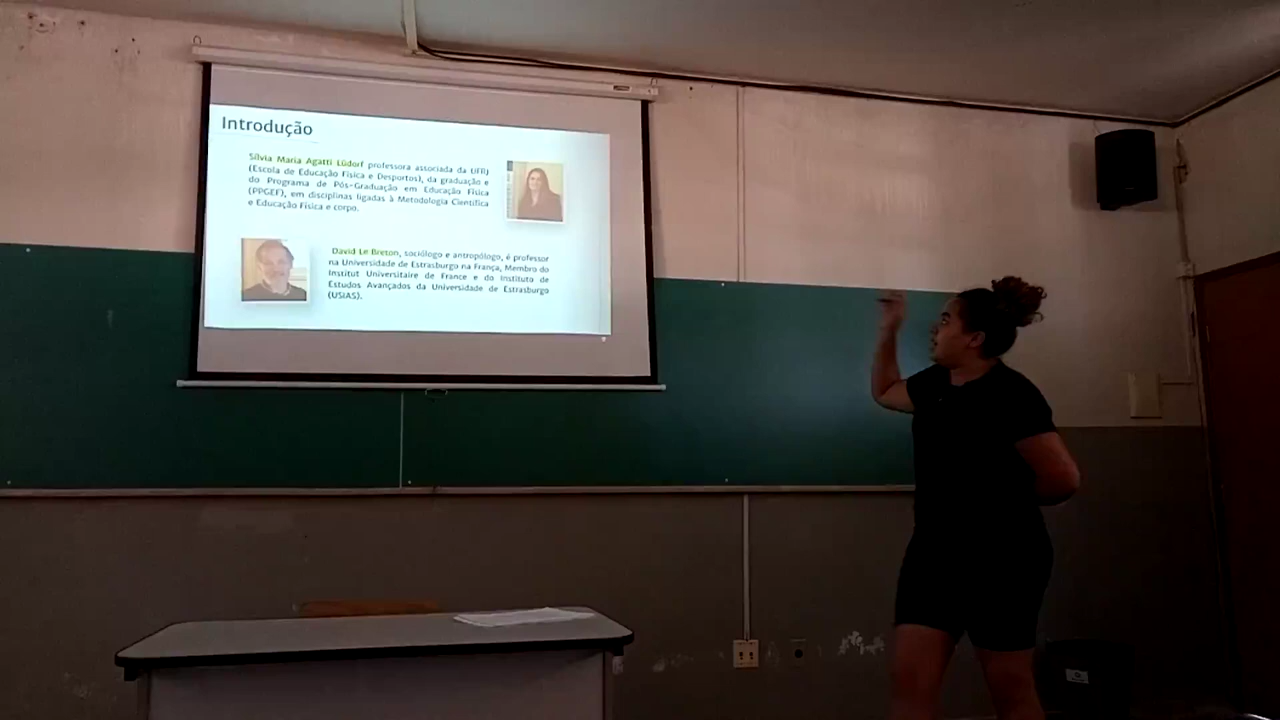 Introdução
Sílvia Maria Agatti Lüdorf professora associada da UFRJ
(Escola de Educação Física e Desportos), da graduação e
do Programa de Pós-Graduação em Educação Física
(PPGEF), em disciplinas ligadas à Metodologia Científica
e Educação Física e corpo.
David Le Breton, sociólogo e antropólogo, é professor
na Universidade de Estrasburgo na França, Membro do
Institut Universitaire de France e do Instituto de
Estudos Avançados da Universidade de Estrasburgo
(USIAS).